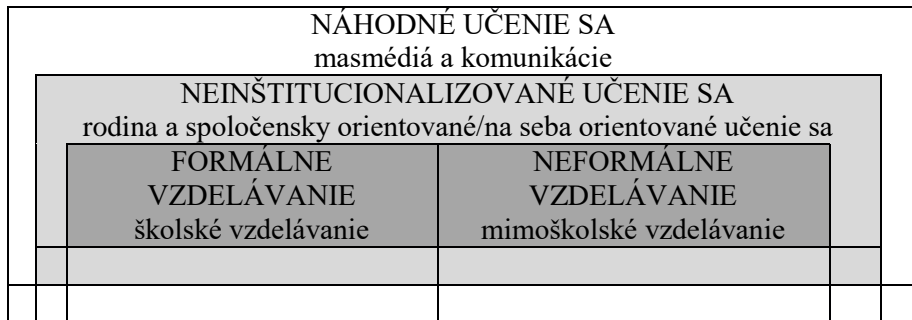 NÁHODNÉ UČENIE SA
masmédiá a komunikácie
NEINŠTITUCIONALIZOVANÉ UČENIE SA
rodina a spoločensky orientované/na seba orientované učenie sa
FORMÁLNE
VZDELÁVANIE
školské vzdelávanie
NEFORMÁLNE
VZDELÁVANIE
mimoškolské vzdelávanie